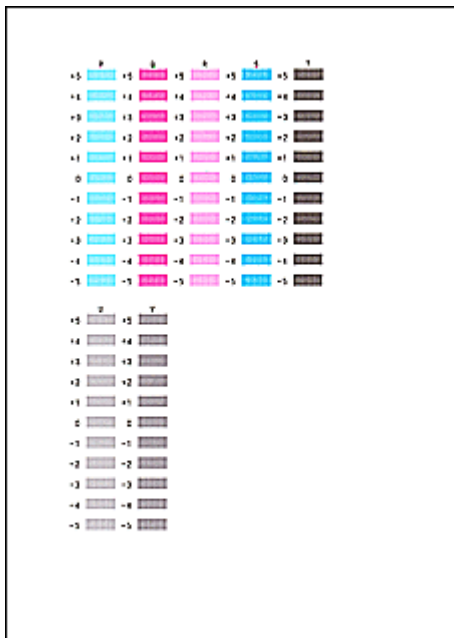 +5 +5 +5 +5 +5
+4 +4 +4 +4 +4
+3 +3 +3 +3 +3
+2 +2 +2 +2 +2
+1 +1 +1 +1 +1
0 0 0 0 0
-1 -1 -1 -1 -1
-2 -2 -2 -2 -2
-3 -3 -3 -3 -3
-4 -4 -4 -4 -4
-5 -5 -5 -5 -5
+5 +5
+4 +4
+3 +3
+2 +2
+1 +1
0 0
-1 -1
-2 -2
-3 -3
-4 -4
-5 -5